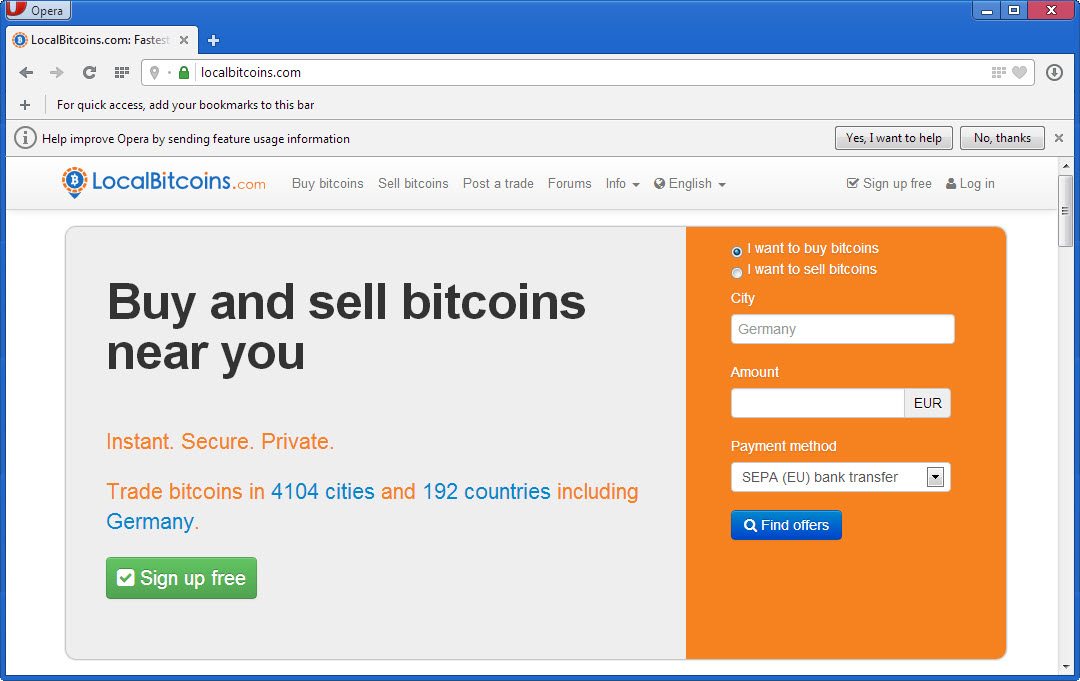 Opera
LocalBitcoins.com: Fastest
localbitcoins.com
For quick access, add your bookmarks to this bar
Help improve Opera by sending feature usage information
Yes, I want to help
No, thanks
LocalBitcoins.com
Buy bitcoins
Sell bitcoins
Post a trade
Forums
Info
English
Sign up free
Log in
Buy and sell bitcoins
near you
Instant. Secure. Private.
Trade bitcoins in 4104 cities and 192 countries including
Germany.
Sign up free
I want to buy bitcoins
I want to sell bitcoins
City
Germany
Amount
EUR
Payment method
SEPA (EU) bank transfer
Find offers